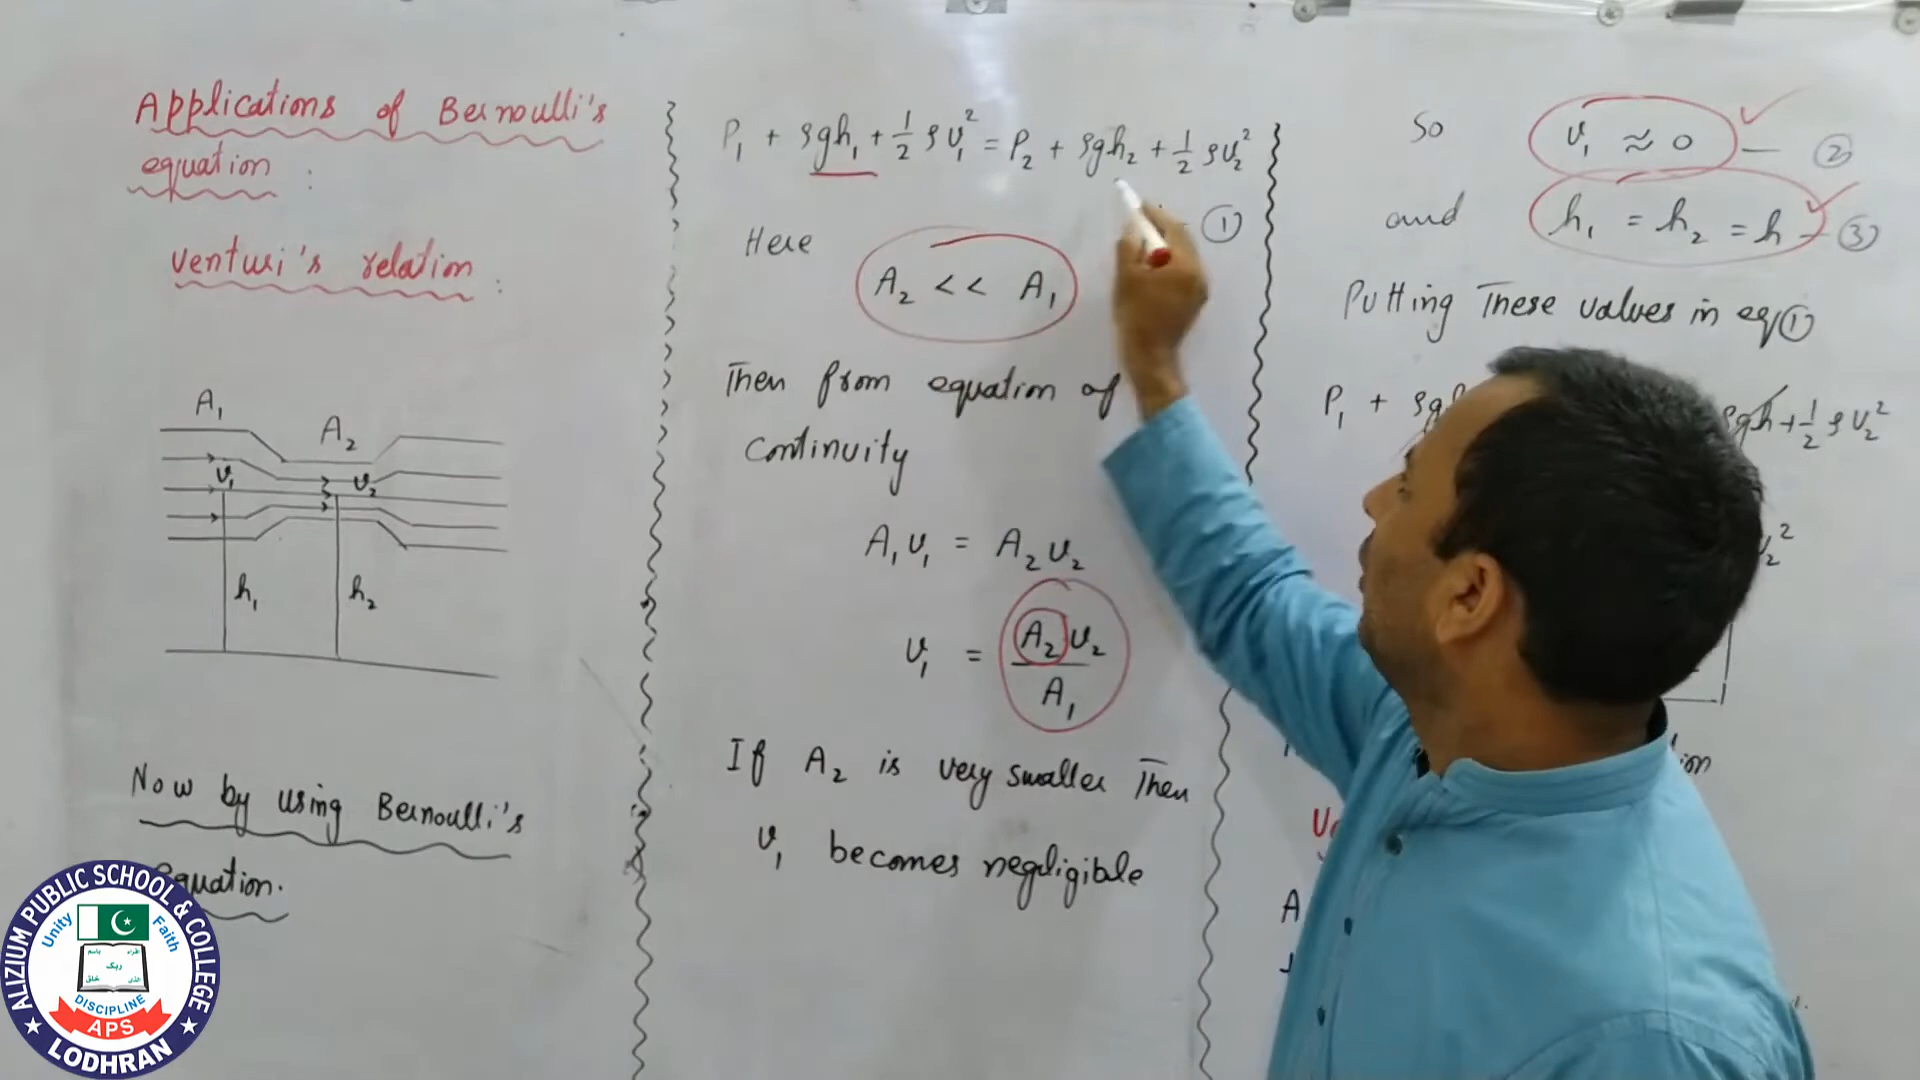 Applications of Bernoulli's
equation :
Venturi's relation :
A₁
A₂
v₁
v₂
h₁
h₂
Now by using Bernoulli's
equation.
P₁ + ρgh₁ + 1/2 ρv₁² = P₂ + ρgh₂ + 1/2 ρv₂²
①
Here
A₂ << A₁
Then from equation of
continuity
A₁v₁ = A₂v₂
v₁ = A₂v₂/A₁
If A₂ is very smaller Then
v₁ becomes negligible
So v₁ ≈ 0 — ②
and h₁ = h₂ = h — ③
Putting These values in eq ①
P₁ + ρg
ρgh + 1/2 ρv₂²
v₂²
A
ALIZIUM PUBLIC SCHOOL & COLLEGE
Unity
Faith
DISCIPLINE
APS
LODHRAN